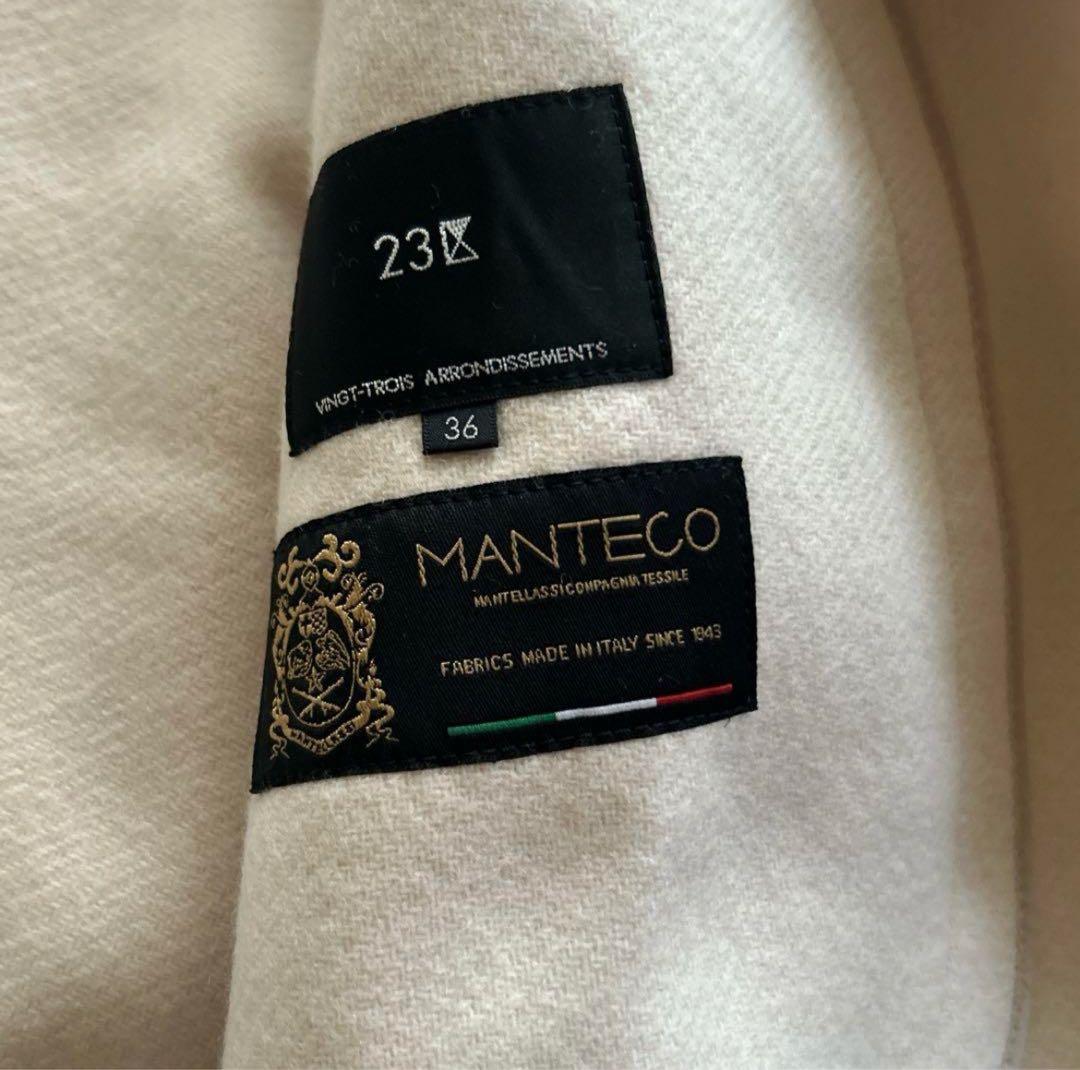 23
VINGT-TROIS ARRONDISSEMENTS
36
MANTECO
MANTELLASSI COMPAGNIA TESSILE
FABRICS MADE IN ITALY SINCE 1943